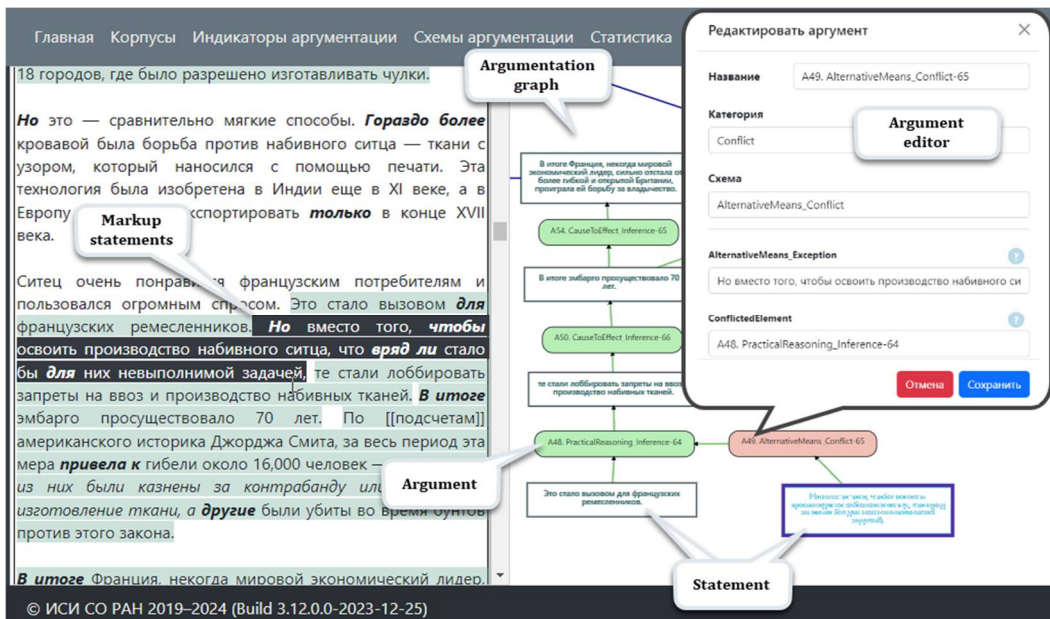 Главная Корпусы Индикаторы аргументации Схемы аргументации Статистика
18 городов, где было разрешено изготавливать чулки.
Но это — сравнительно мягкие способы. Гораздо более
кровавой была борьба против набивного ситца — ткани с
узором, который наносился с помощью печати. Эта
технология была изобретена в Индии еще в XI веке, а в
Европу экспортировать только в конце XVII
века.
Ситец очень понравился французским потребителям и
пользовался огромным спросом. Это стало вызовом для
французских ремесленников. Но вместо того, чтобы
освоить производство набивного ситца, что вряд ли стало
бы для них невыполнимой задачей, те стали лоббировать
запреты на ввоз и производство набивных тканей. В итоге
эмбарго просуществовало 70 лет. По [[подсчетам]]
американского историка Джорджа Смита, за весь период эта
мера привела к гибели около 16,000 человек —
из них были казнены за контрабанду или
изготовление ткани, а другие были убиты во время бунтов
против этого закона.
В итоге Франция, некогда мировой экономический лидер,
Markup
statements
Argumentation
graph
В итоге Франция, некогда мировой
экономический лидер, сильно отстала от
более гибкой и открытой Британии,
проиграла ей борьбу за владычество.
A54. CauseToEffect_Inference-65
В итоге эмбарго просуществовало 70
лет.
A50. CauseToEffect_Inference-66
те стали лоббировать запреты на ввоз
производство набивных тканей.
A48. PracticalReasoning_Inference-64
A49. AlternativeMeans_Conflict-65
Это стало вызовом для французских
ремесленников.
Argument
Statement
Редактировать аргумент
Название A49. AlternativeMeans_Conflict-65
Категория
Conflict
Argument
editor
Схема
AlternativeMeans_Conflict
AlternativeMeans_Exception ?
Но вместо того, чтобы освоить производство набивного си
ConflictedElement ?
A48. PracticalReasoning_Inference-64
Отмена Сохранить
© ИСИ СО РАН 2019–2024 (Build 3.12.0.0-2023-12-25)